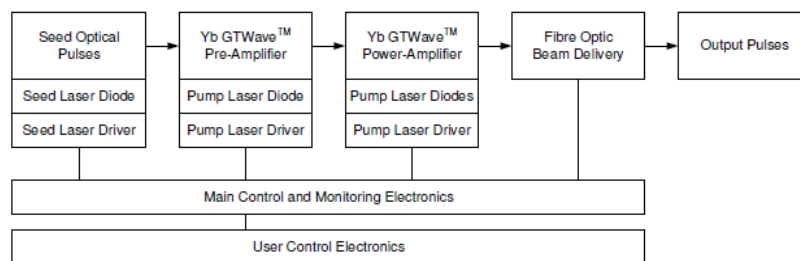 Seed Optical
Pulses
Yb GTWave™
Pre-Amplifier
Yb GTWave™
Power-Amplifier
Fibre Optic
Beam Delivery
Output Pulses
Seed Laser Diode
Pump Laser Diode
Pump Laser Diodes
Seed Laser Driver
Pump Laser Driver
Pump Laser Driver
Main Control and Monitoring Electronics
User Control Electronics